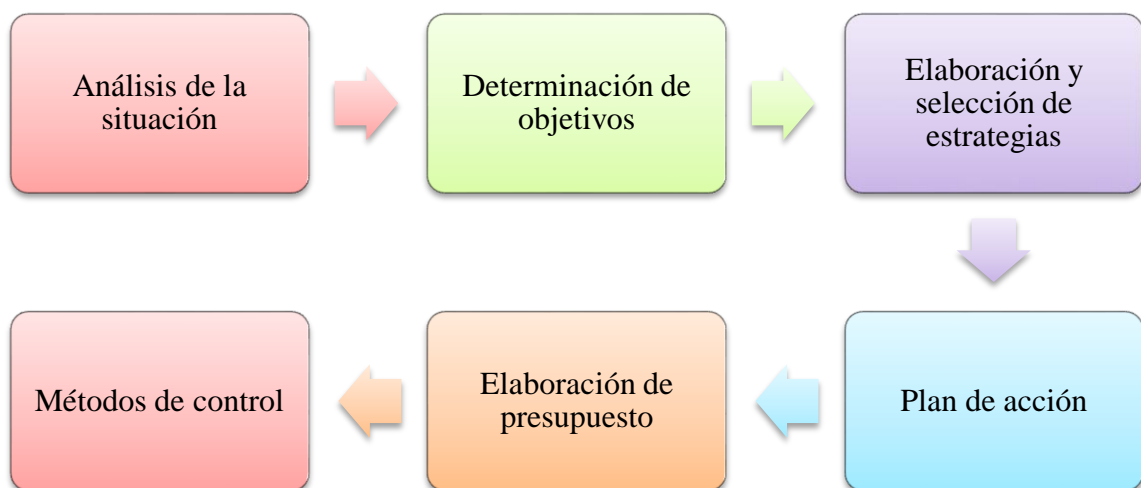 Análisis de la
situación
Determinación de
objetivos
Elaboración y
selección de
estrategias
Plan de acción
Elaboración de
presupuesto
Métodos de control